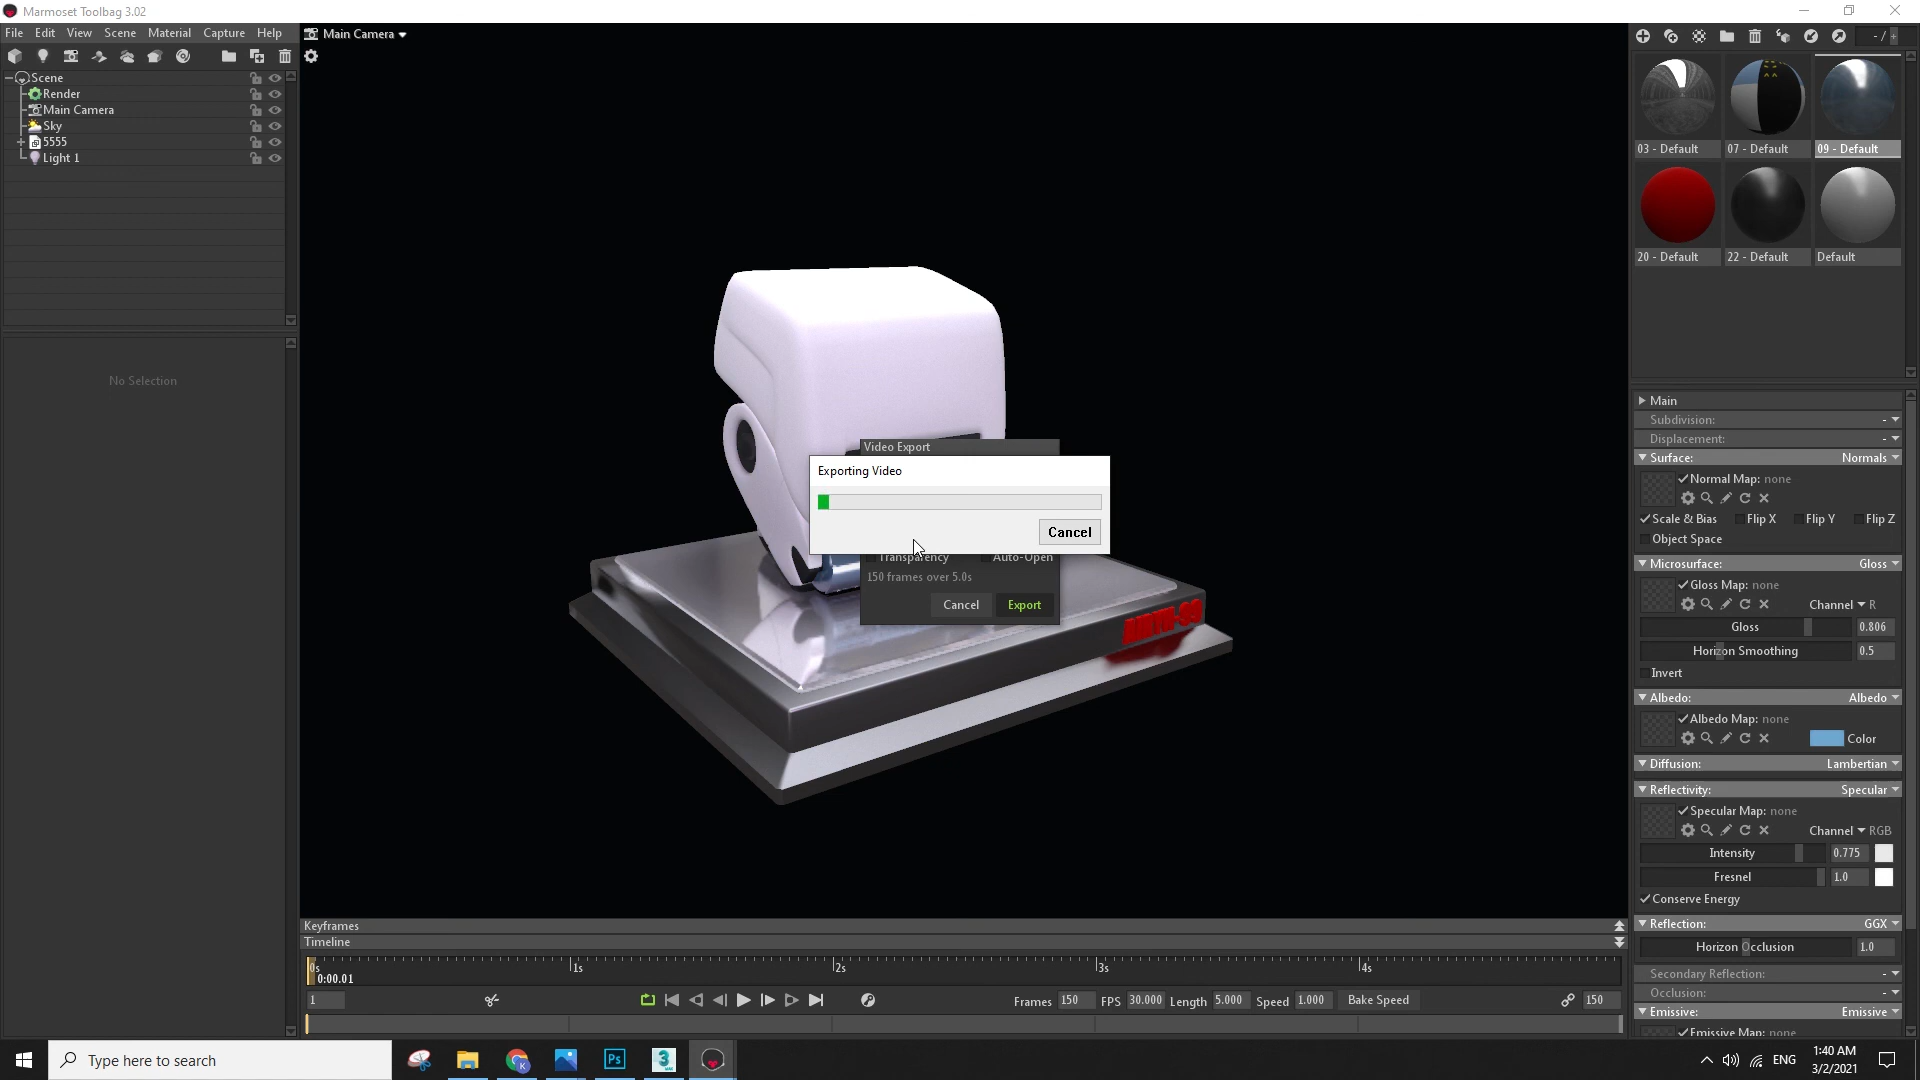 Marmoset Toolbag 3.02
File Edit View Scene Material Capture Help
Main Camera
- / +
Scene
Render
Main Camera
Sky
5555
Light 1
No Selection
03 - Default
07 - Default
09 - Default
20 - Default
22 - Default
Default
Video Export
Exporting Video
Cancel
Transparency
Auto-Open
150 frames over 5.0s
Cancel
Export
Main
Subdivision: -
Displacement: -
Surface: Normals
Normal Map: none
Scale & Bias Flip X Flip Y Flip Z
Object Space
Microsurface: Gloss
Gloss Map: none
Channel R
Gloss 0.806
Horizon Smoothing 0.5
Invert
Albedo: Albedo
Albedo Map: none
Color
Diffusion: Lambertian
Reflectivity: Specular
Specular Map: none
Channel RGB
Intensity 0.775
Fresnel 1.0
Conserve Energy
Reflection: GGX
Horizon Occlusion 1.0
Secondary Reflection: -
Occlusion: -
Emissive: Emissive
Emissive Map: none
Keyframes
Timeline
0s 1s 2s 3s 4s
0:00.01
1
Frames 150 FPS 30.000 Length 5.000 Speed 1.000 Bake Speed 150
Type here to search
Ps
3
ENG
1:40 AM
3/2/2021